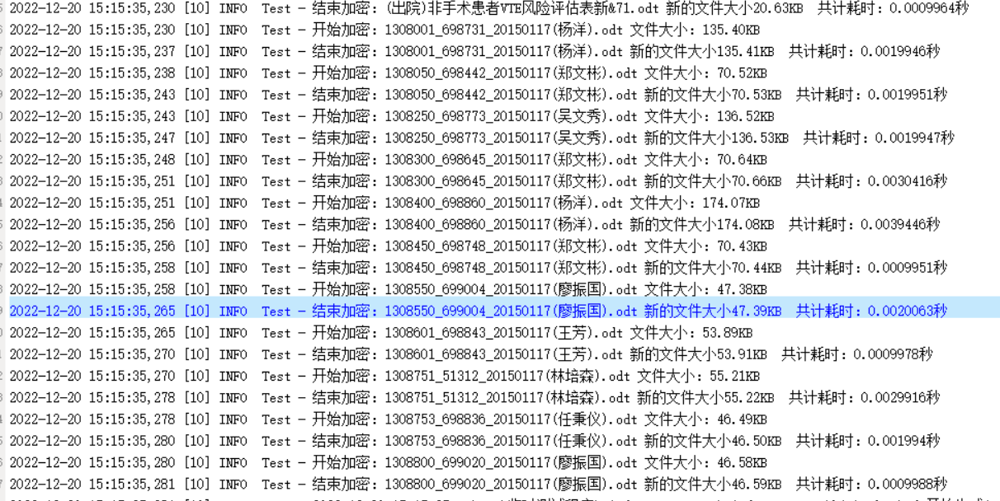 2022-12-20 15:15:35,230 [10] INFO  Test - 结束加密：(出院)非手术患者VTE风险评估表新&71.odt 新的文件大小20.63KB  共计耗时：0.0009964秒
2022-12-20 15:15:35,230 [10] INFO  Test - 开始加密：1308001_698731_20150117(杨洋).odt 文件大小：135.40KB
2022-12-20 15:15:35,237 [10] INFO  Test - 结束加密：1308001_698731_20150117(杨洋).odt 新的文件大小135.41KB  共计耗时：0.0019946秒
2022-12-20 15:15:35,238 [10] INFO  Test - 开始加密：1308050_698442_20150117(郑文彬).odt 文件大小：70.52KB
2022-12-20 15:15:35,243 [10] INFO  Test - 结束加密：1308050_698442_20150117(郑文彬).odt 新的文件大小70.53KB  共计耗时：0.0019951秒
2022-12-20 15:15:35,243 [10] INFO  Test - 开始加密：1308250_698773_20150117(吴文秀).odt 文件大小：136.52KB
2022-12-20 15:15:35,247 [10] INFO  Test - 结束加密：1308250_698773_20150117(吴文秀).odt 新的文件大小136.53KB  共计耗时：0.0019947秒
2022-12-20 15:15:35,248 [10] INFO  Test - 开始加密：1308300_698645_20150117(郑文彬).odt 文件大小：70.64KB
2022-12-20 15:15:35,251 [10] INFO  Test - 结束加密：1308300_698645_20150117(郑文彬).odt 新的文件大小70.66KB  共计耗时：0.0030416秒
2022-12-20 15:15:35,251 [10] INFO  Test - 开始加密：1308400_698860_20150117(杨洋).odt 文件大小：174.07KB
2022-12-20 15:15:35,256 [10] INFO  Test - 结束加密：1308400_698860_20150117(杨洋).odt 新的文件大小174.08KB  共计耗时：0.0039446秒
2022-12-20 15:15:35,256 [10] INFO  Test - 开始加密：1308450_698748_20150117(郑文彬).odt 文件大小：70.43KB
2022-12-20 15:15:35,258 [10] INFO  Test - 结束加密：1308450_698748_20150117(郑文彬).odt 新的文件大小70.44KB  共计耗时：0.0009951秒
2022-12-20 15:15:35,258 [10] INFO  Test - 开始加密：1308550_699004_20150117(廖振国).odt 文件大小：47.38KB
2022-12-20 15:15:35,265 [10] INFO  Test - 结束加密：1308550_699004_20150117(廖振国).odt 新的文件大小47.39KB  共计耗时：0.0020063秒
2022-12-20 15:15:35,265 [10] INFO  Test - 开始加密：1308601_698843_20150117(王芳).odt 文件大小：53.89KB
2022-12-20 15:15:35,270 [10] INFO  Test - 结束加密：1308601_698843_20150117(王芳).odt 新的文件大小53.91KB  共计耗时：0.0009978秒
2022-12-20 15:15:35,270 [10] INFO  Test - 开始加密：1308751_51312_20150117(林培森).odt 文件大小：55.21KB
2022-12-20 15:15:35,278 [10] INFO  Test - 结束加密：1308751_51312_20150117(林培森).odt 新的文件大小55.22KB  共计耗时：0.0029916秒
2022-12-20 15:15:35,278 [10] INFO  Test - 开始加密：1308753_698836_20150117(任秉仪).odt 文件大小：46.49KB
2022-12-20 15:15:35,280 [10] INFO  Test - 结束加密：1308753_698836_20150117(任秉仪).odt 新的文件大小46.50KB  共计耗时：0.001994秒
2022-12-20 15:15:35,280 [10] INFO  Test - 开始加密：1308800_699020_20150117(廖振国).odt 文件大小：46.58KB
2022-12-20 15:15:35,281 [10] INFO  Test - 结束加密：1308800_699020_20150117(廖振国).odt 新的文件大小46.59KB  共计耗时：0.0009988秒